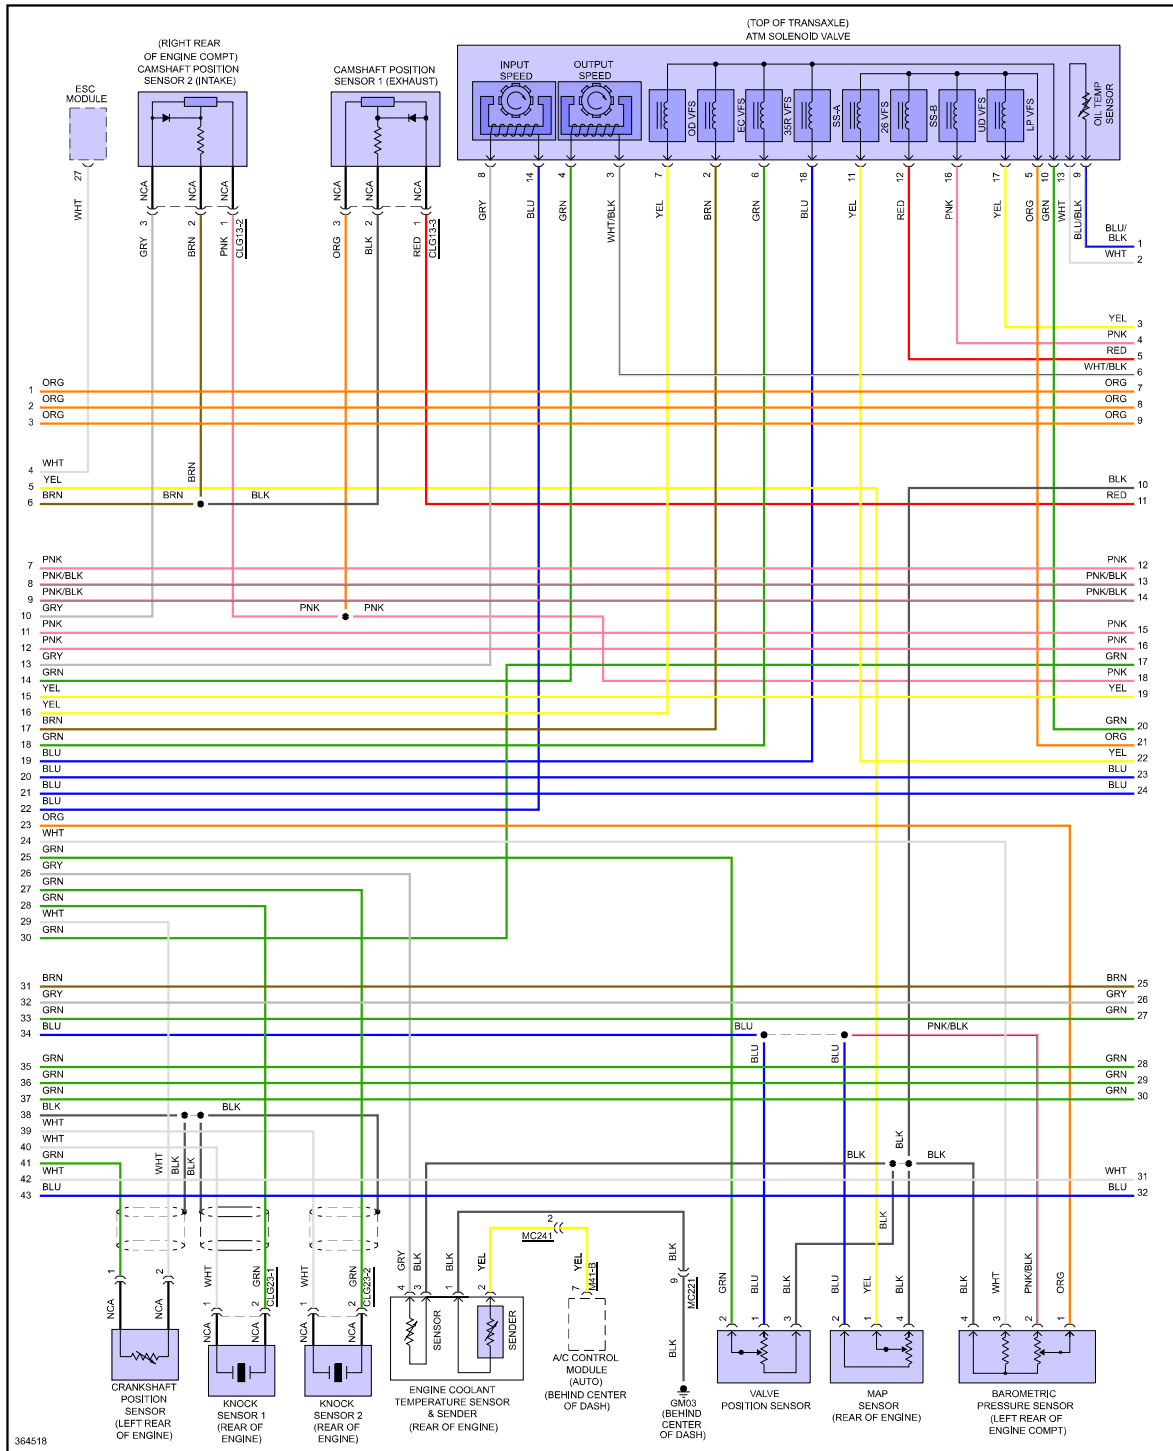 (TOP OF TRANSAXLE)
ATM SOLENOID VALVE
(RIGHT REAR
OF ENGINE COMPT)
CAMSHAFT POSITION
SENSOR 2 (INTAKE)
CAMSHAFT POSITION
SENSOR 1 (EXHAUST)
ESC
MODULE
INPUT
SPEED
OUTPUT
SPEED
OD VFS
EC VFS
35R VFS
SS-A
26 VFS
SS-B
UD VFS
LP VFS
OIL TEMP
SENSOR
27
NCA NCA NCA
NCA NCA NCA
8 14 4 3 7 2 6 18 11 12 16 17 5 10 13 9
WHT
3 2 1
GRY BRN PNK
CLG13-2
3 2 1
ORG BLK RED
CLG13-3
GRY BLU GRN WHT/BLK YEL BRN GRN BLU YEL RED PNK YEL ORG GRN WHT BLU/BLK
BLU/
BLK 1
WHT 2
YEL 3
PNK 4
RED 5
WHT/BLK 6
1 ORG ORG 7
2 ORG ORG 8
3 ORG ORG 9
4 WHT
BRN
5 YEL BLK 10
6 BRN BRN BLK RED 11
7 PNK PNK 12
8 PNK/BLK PNK/BLK 13
9 PNK/BLK PNK/BLK 14
10 GRY PNK PNK
11 PNK PNK 15
12 PNK PNK 16
13 GRY GRN 17
14 GRN PNK 18
15 YEL YEL 19
16 YEL
17 BRN GRN 20
18 GRN ORG 21
19 BLU YEL 22
20 BLU BLU 23
21 BLU BLU 24
22 BLU
23 ORG
24 WHT
25 GRN
26 GRY
27 GRN
28 GRN
29 WHT
30 GRN
31 BRN BRN 25
32 GRY GRY 26
33 GRN GRN 27
34 BLU BLU PNK/BLK
BLU BLU
35 GRN GRN 28
36 GRN GRN 29
37 GRN GRN 30
38 BLK BLK
39 WHT
40 WHT BLK
41 GRN WHT BLK BLK BLK BLK
42 WHT WHT 31
43 BLU BLU 32
BLK
2
MC241
1 2
WHT GRN
CLG23-1
WHT GRN
CLG23-2
GRY BLK BLK YEL YEL
BLK
9
MC221
GRN BLU BLK BLU YEL BLK BLK WHT PNK/BLK ORG
NCA NCA
1 2
NCA NCA
1 2
NCA NCA
4 3 1 2
7
M41-B
2 1 3
2 1 4
4 3 2 1
SENSOR
SENDER
BLK
CRANKSHAFT
POSITION
SENSOR
(LEFT REAR
OF ENGINE)
KNOCK
SENSOR 1
(REAR OF
ENGINE)
KNOCK
SENSOR 2
(REAR OF
ENGINE)
ENGINE COOLANT
TEMPERATURE SENSOR
& SENDER
(REAR OF ENGINE)
A/C CONTROL
MODULE
(AUTO)
(BEHIND CENTER
OF DASH)
GM03
(BEHIND
CENTER
OF DASH)
VALVE
POSITION SENSOR
MAP
SENSOR
(REAR OF ENGINE)
BAROMETRIC
PRESSURE SENSOR
(LEFT REAR OF
ENGINE COMPT)
364518